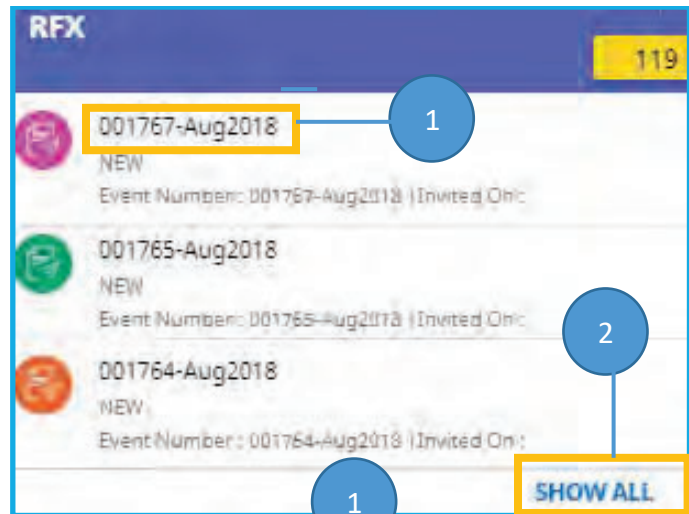 RFX
119
001767-Aug2018
1
NEW
Event Number : 001767-Aug2018 | Invited On :
001765-Aug2018
NEW
Event Number : 001765-Aug2018 | Invited On :
2
001764-Aug2018
NEW
Event Number : 001764-Aug2018 | Invited On :
1
SHOW ALL